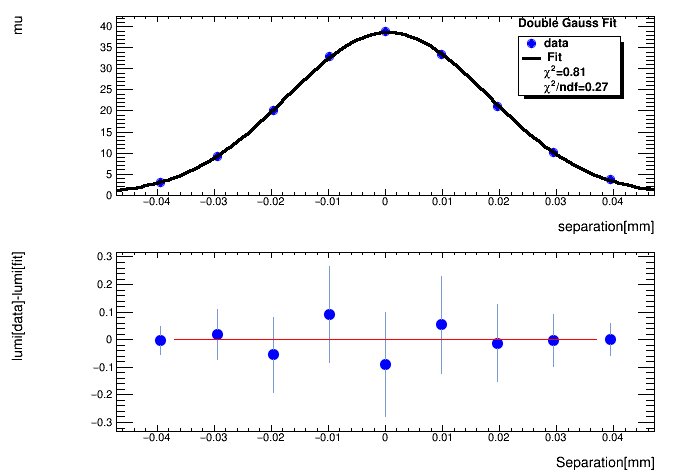 mu
Double Gauss Fit
data
Fit
χ²=0.81
χ²/ndf=0.27
40
35
30
25
20
15
10
5
0
−0.04 −0.03 −0.02 −0.01 0 0.01 0.02 0.03 0.04
separation[mm]
lumi[data]-lumi[fit]
0.3
0.2
0.1
0
−0.1
−0.2
−0.3
−0.04 −0.03 −0.02 −0.01 0 0.01 0.02 0.03 0.04
Separation[mm]